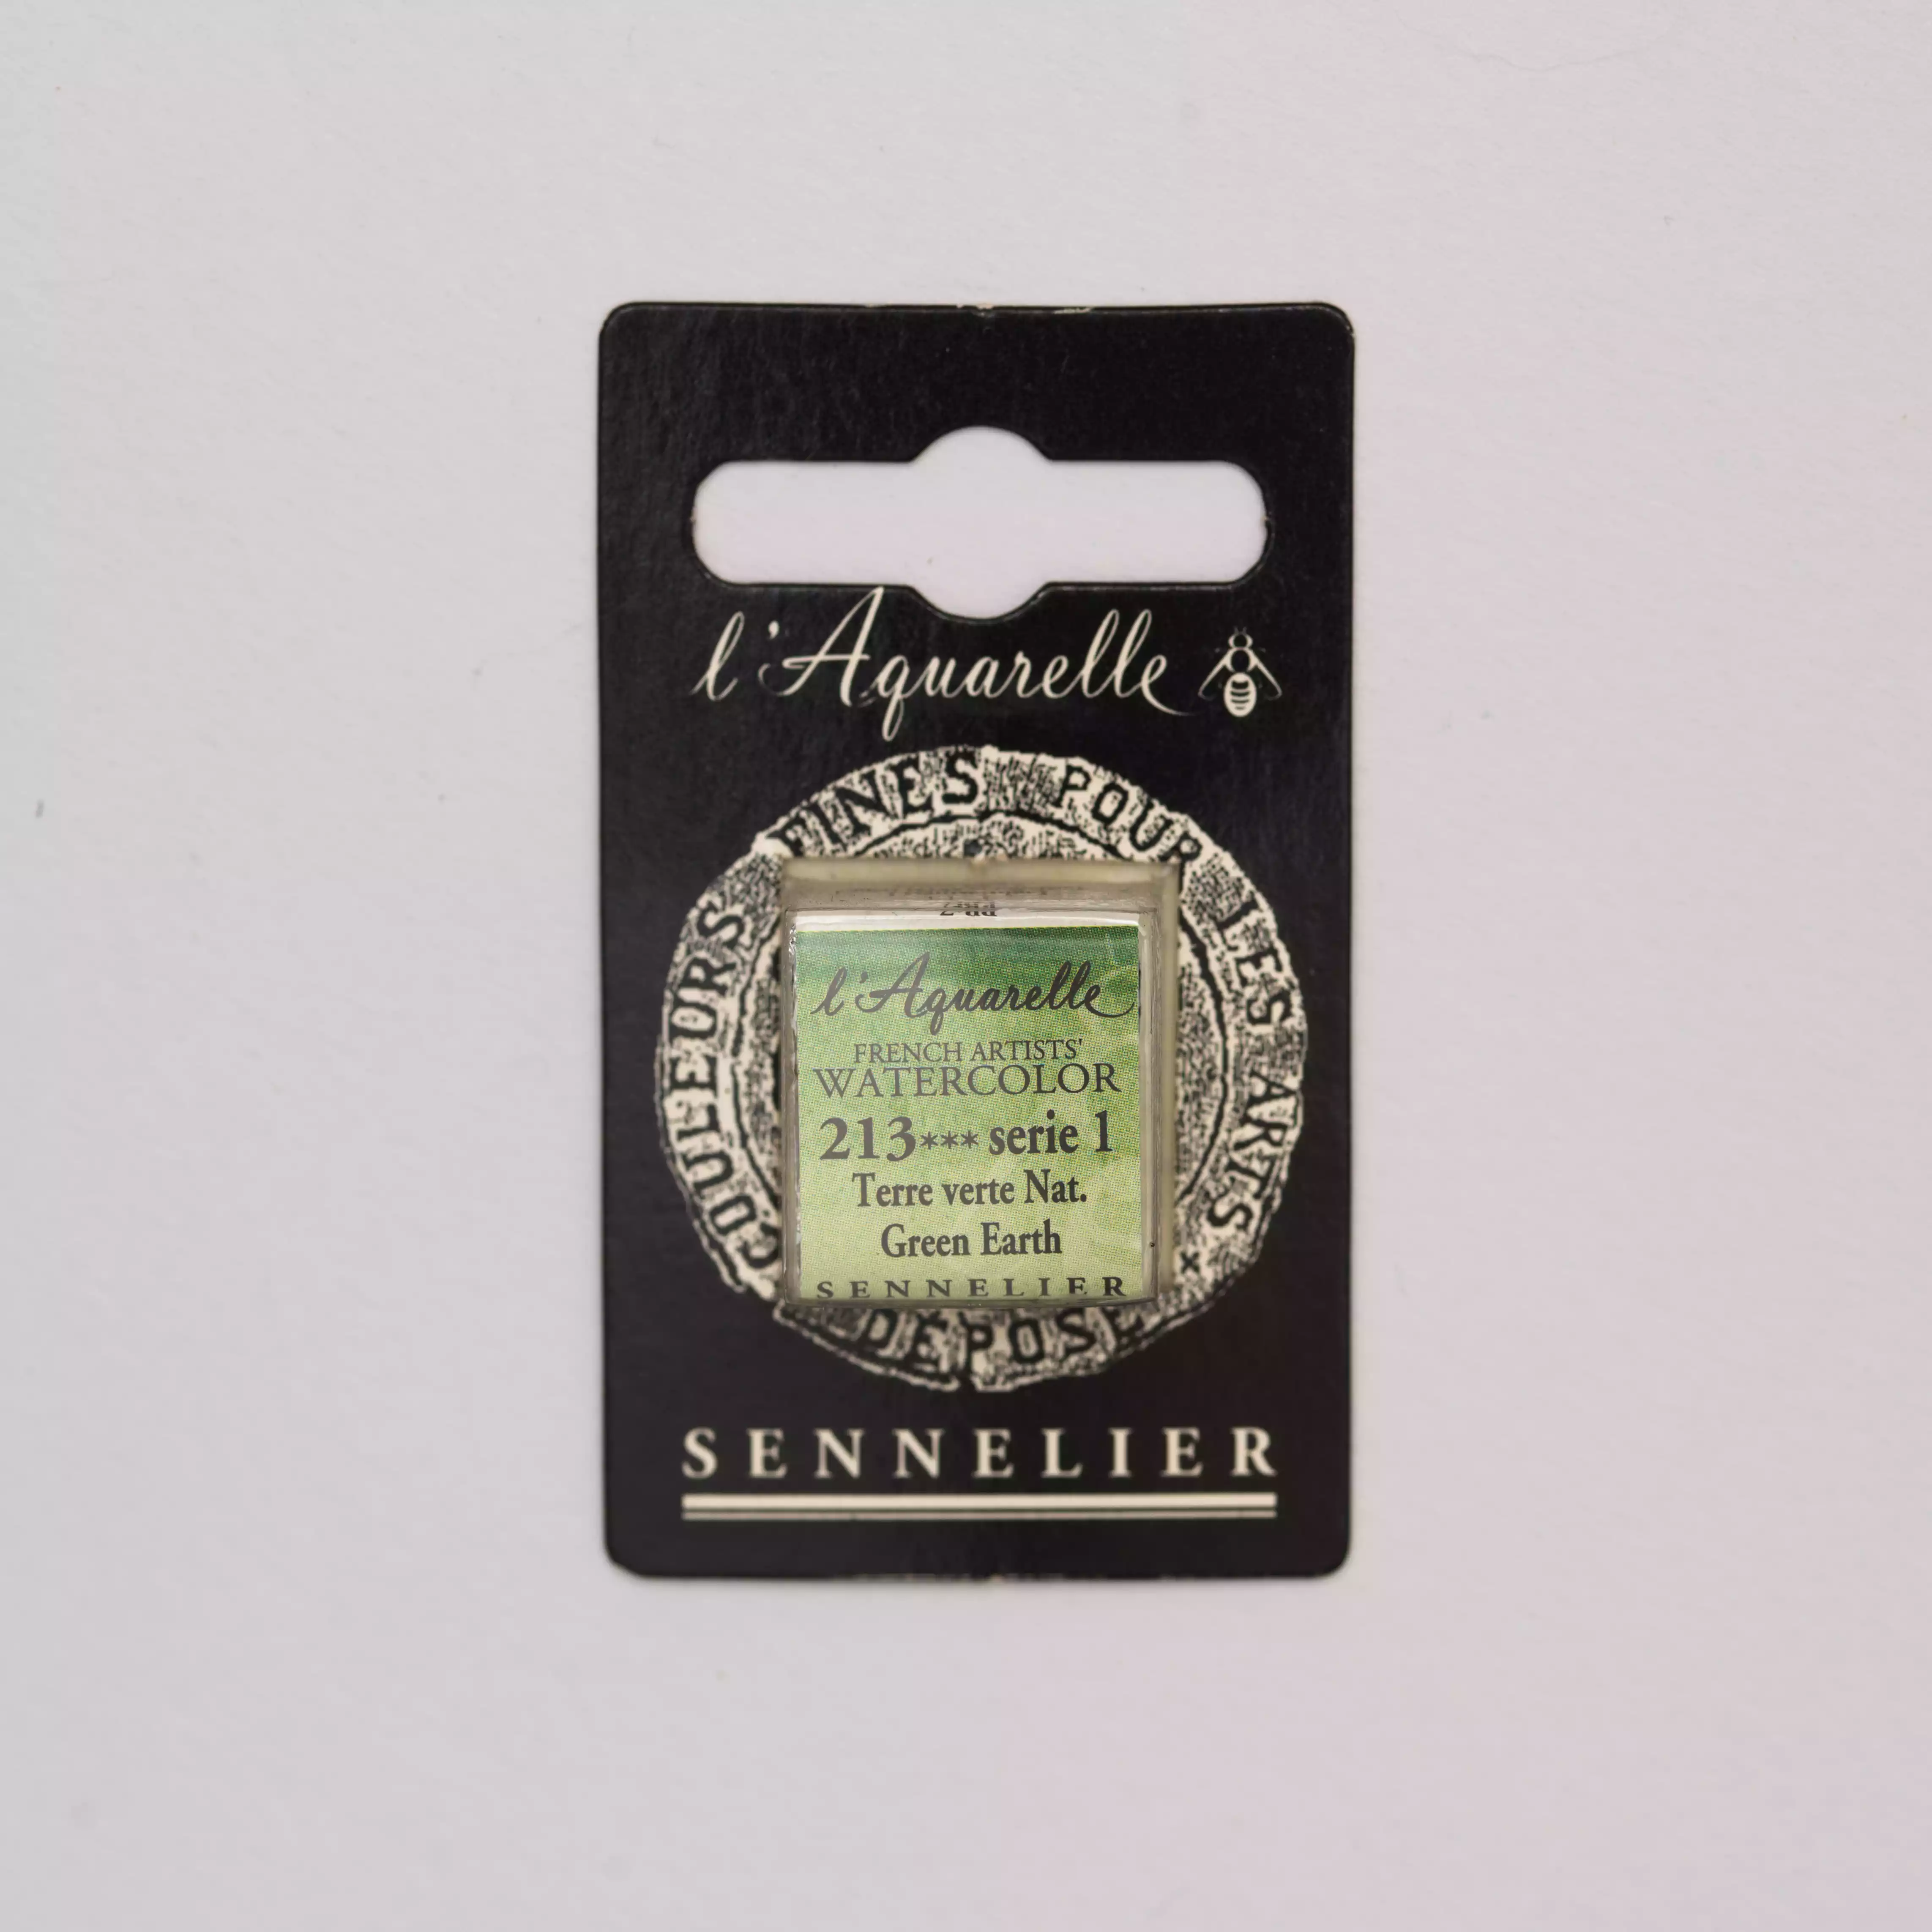 l'Aquarelle
COULEURS FINES POUR LES ARTS
DÉPOSÉ
l'Aquarelle
FRENCH ARTISTS'
WATERCOLOR
213*** serie 1
Terre verte Nat.
Green Earth
SENNELIER
SENNELIER